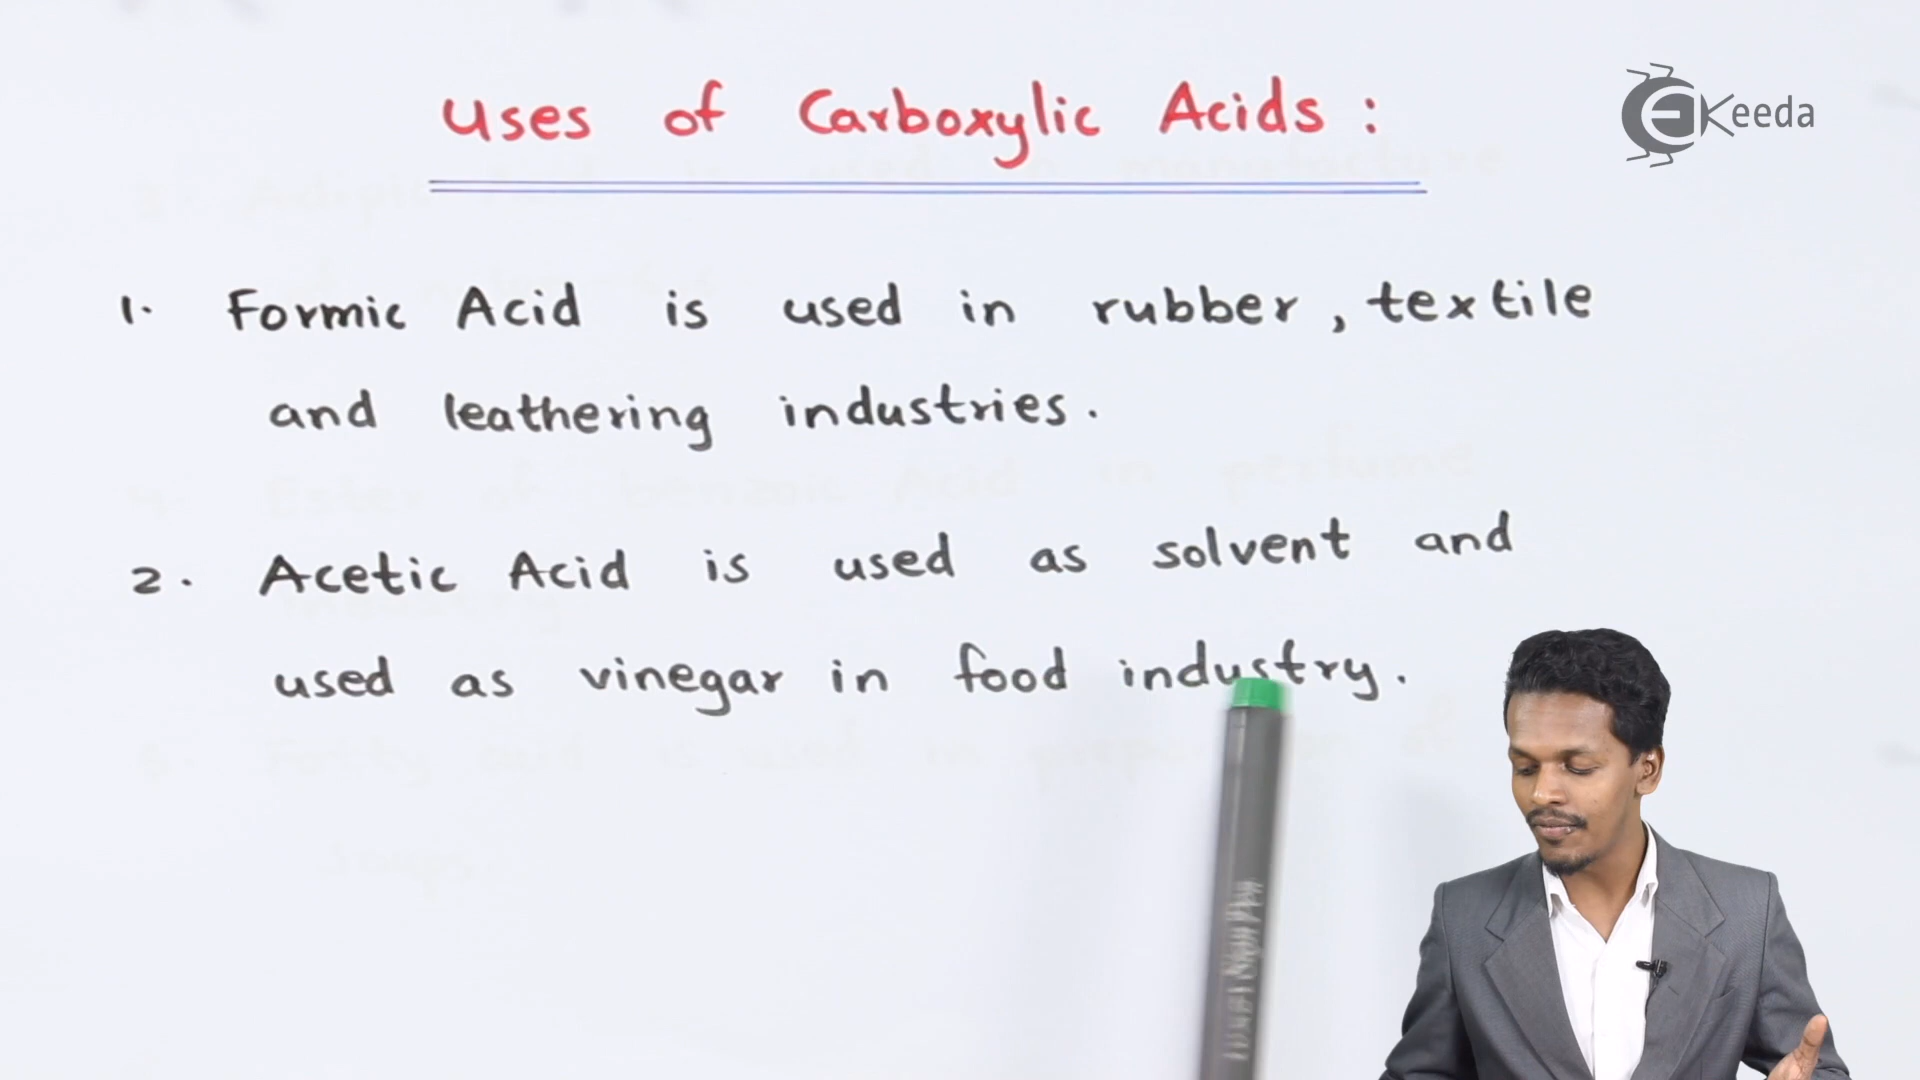 Uses of Carboxylic Acids :
EKeeda
1. Formic Acid is used in rubber, textile
and leathering industries.
2. Acetic Acid is used as solvent and
used as vinegar in food industry.